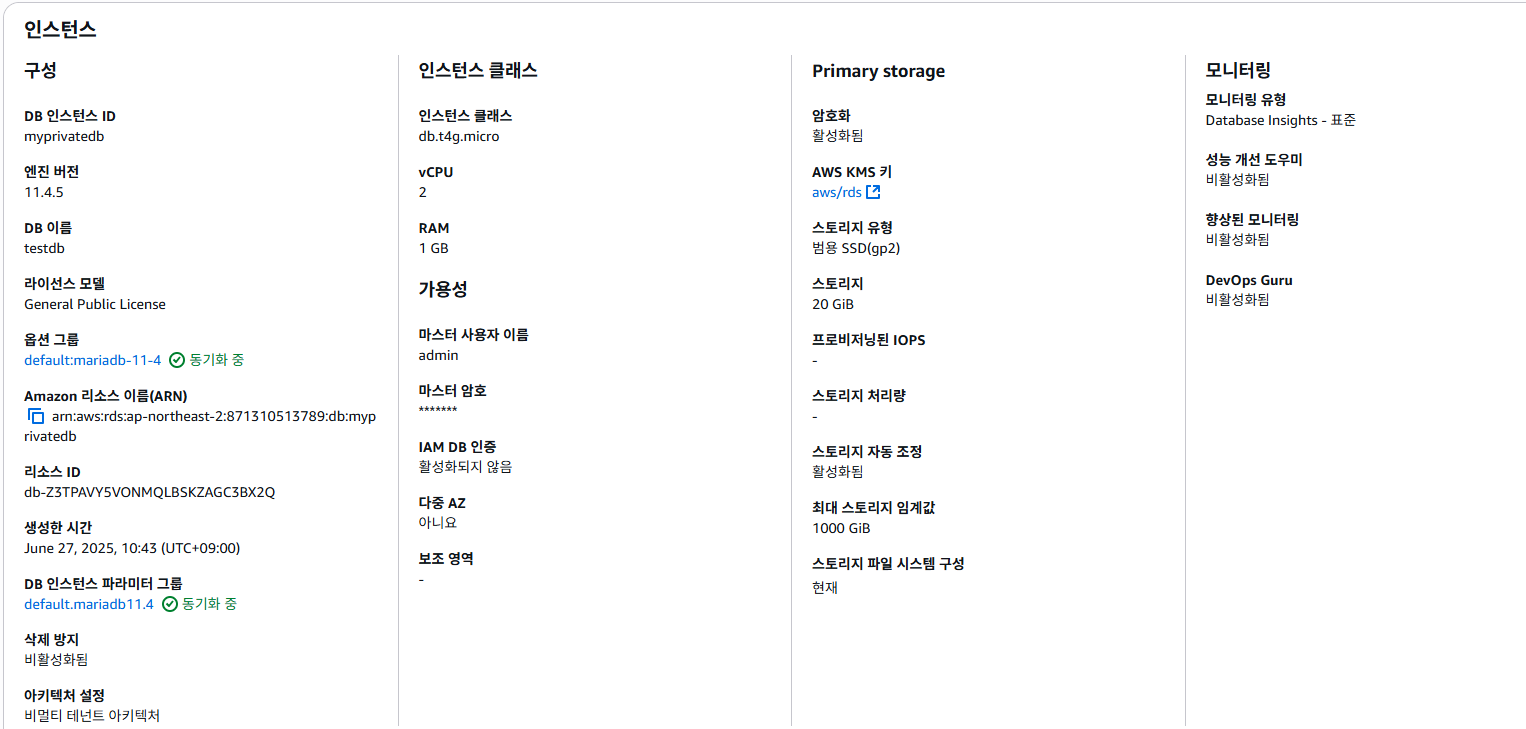 인스턴스
구성
DB 인스턴스 ID
myprivatedb
엔진 버전
11.4.5
DB 이름
testdb
라이선스 모델
General Public License
옵션 그룹
default:mariadb-11-4 동기화 중
Amazon 리소스 이름(ARN)
arn:aws:rds:ap-northeast-2:871310513789:db:myp
rivatedb
리소스 ID
db-Z3TPAVY5VONMQLBSKZAGC3BX2Q
생성한 시간
June 27, 2025, 10:43 (UTC+09:00)
DB 인스턴스 파라미터 그룹
default.mariadb11.4 동기화 중
삭제 방지
비활성화됨
아키텍처 설정
비멀티 테넌트 아키텍처
인스턴스 클래스
인스턴스 클래스
db.t4g.micro
vCPU
2
RAM
1 GB
가용성
마스터 사용자 이름
admin
마스터 암호
*******
IAM DB 인증
활성화되지 않음
다중 AZ
아니요
보조 영역
-
Primary storage
암호화
활성화됨
AWS KMS 키
aws/rds
스토리지 유형
범용 SSD(gp2)
스토리지
20 GiB
프로비저닝된 IOPS
-
스토리지 처리량
-
스토리지 자동 조정
활성화됨
최대 스토리지 임계값
1000 GiB
스토리지 파일 시스템 구성
현재
모니터링
모니터링 유형
Database Insights - 표준
성능 개선 도우미
비활성화됨
향상된 모니터링
비활성화됨
DevOps Guru
비활성화됨